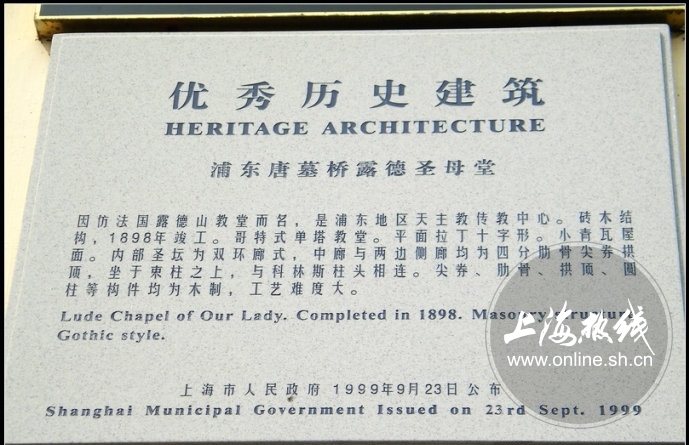 优秀历史建筑
HERITAGE ARCHITECTURE
浦东唐墓桥露德圣母堂
因仿法国露德山教堂而名，是浦东地区天主教传教中心。砖木结
构，1898年竣工。哥特式单塔教堂。平面拉丁十字形。小青瓦屋
面。内部圣坛为双环廊式，中廊与两边侧廊均为四分肋骨尖券拱
顶，坐于束柱之上，与科林斯柱头相连。尖券、肋骨、拱顶、圆
柱等构件均为木制，工艺难度大。
Lude Chapel of Our Lady. Completed in 1898. Masonry structure
Gothic style.
上海热线
www.online.sh.cn
上海市人民政府 1999年9月23日公布
Shanghai Municipal Government Issued on 23rd Sept. 1999